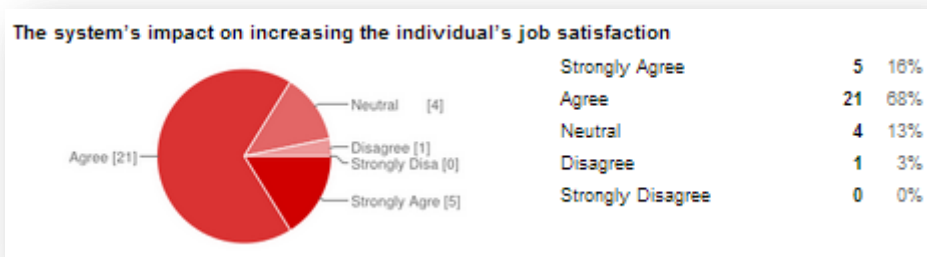 The system's impact on increasing the individual's job satisfaction
Neutral [4]
Disagree [1]
Strongly Disa [0]
Agree [21]
Strongly Agre [5]
Strongly Agree 5 16%
Agree 21 68%
Neutral 4 13%
Disagree 1 3%
Strongly Disagree 0 0%